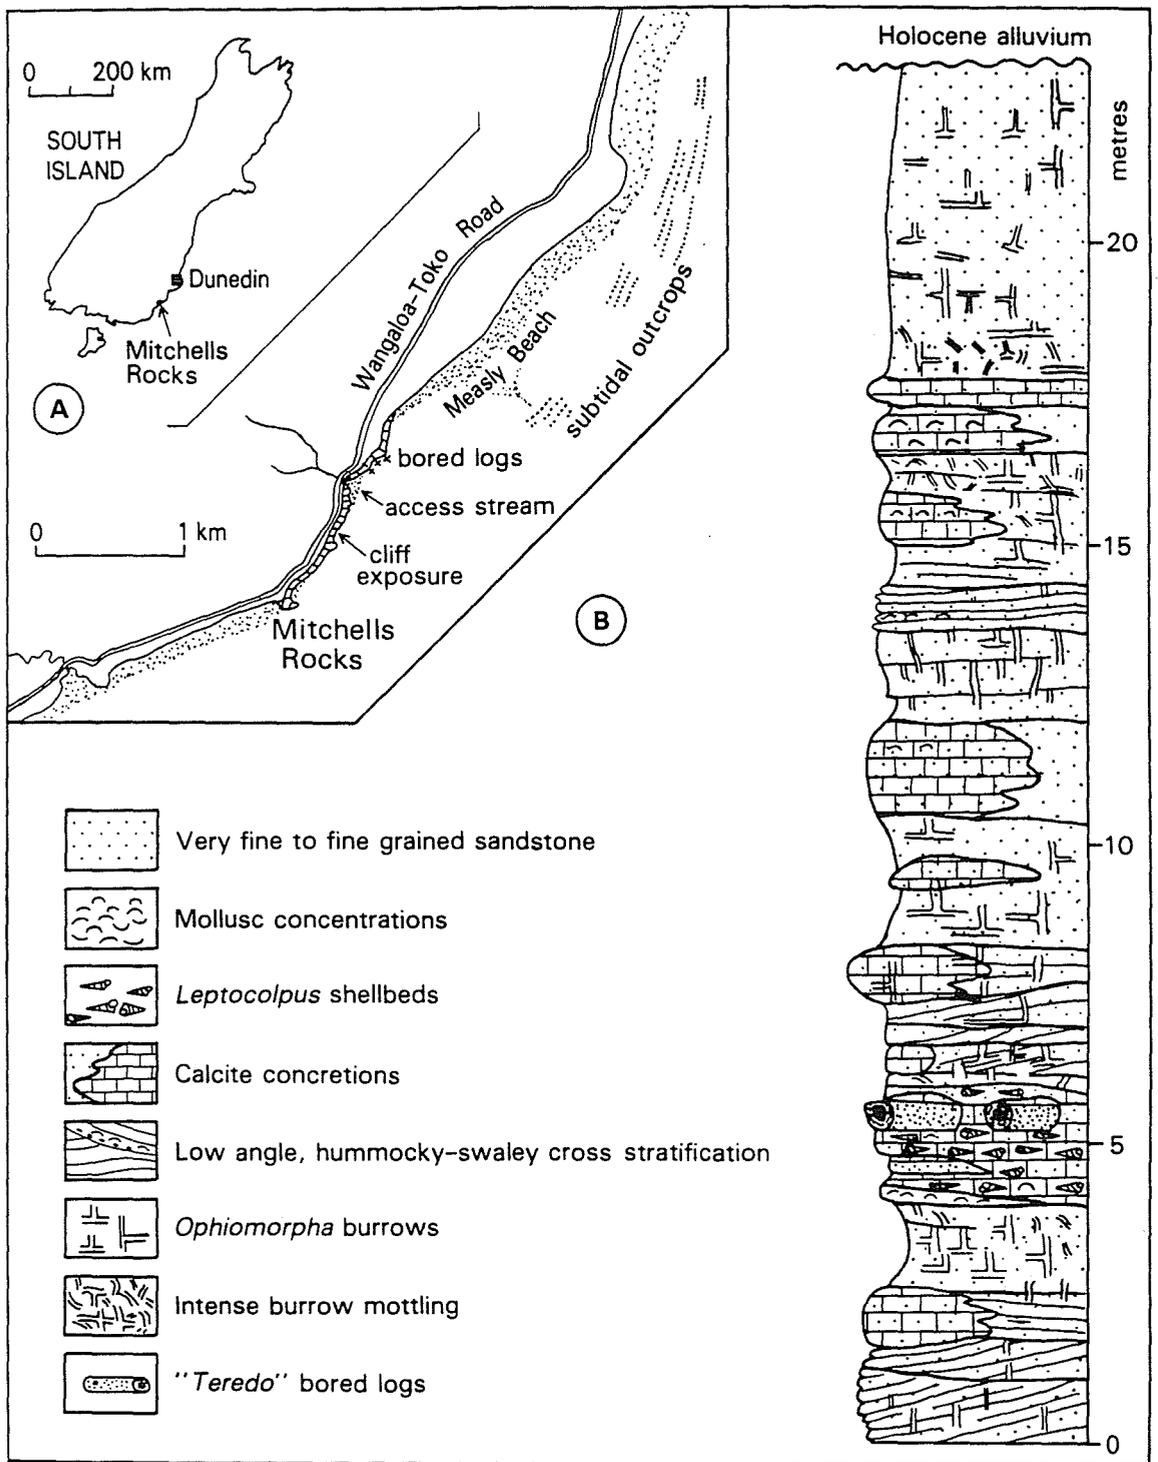 0 200 km
SOUTH
ISLAND
Dunedin
Mitchells
Rocks
A
Wangaloa-Toko Road
Measly Beach
subtidal outcrops
bored logs
access stream
0 1 km
cliff
exposure
Mitchells
Rocks
B
Very fine to fine grained sandstone
Mollusc concentrations
Leptocolpus shellbeds
Calcite concretions
Low angle, hummocky-swaley cross stratification
Ophiomorpha burrows
Intense burrow mottling
"Teredo" bored logs
Holocene alluvium
metres
20
15
10
5
0